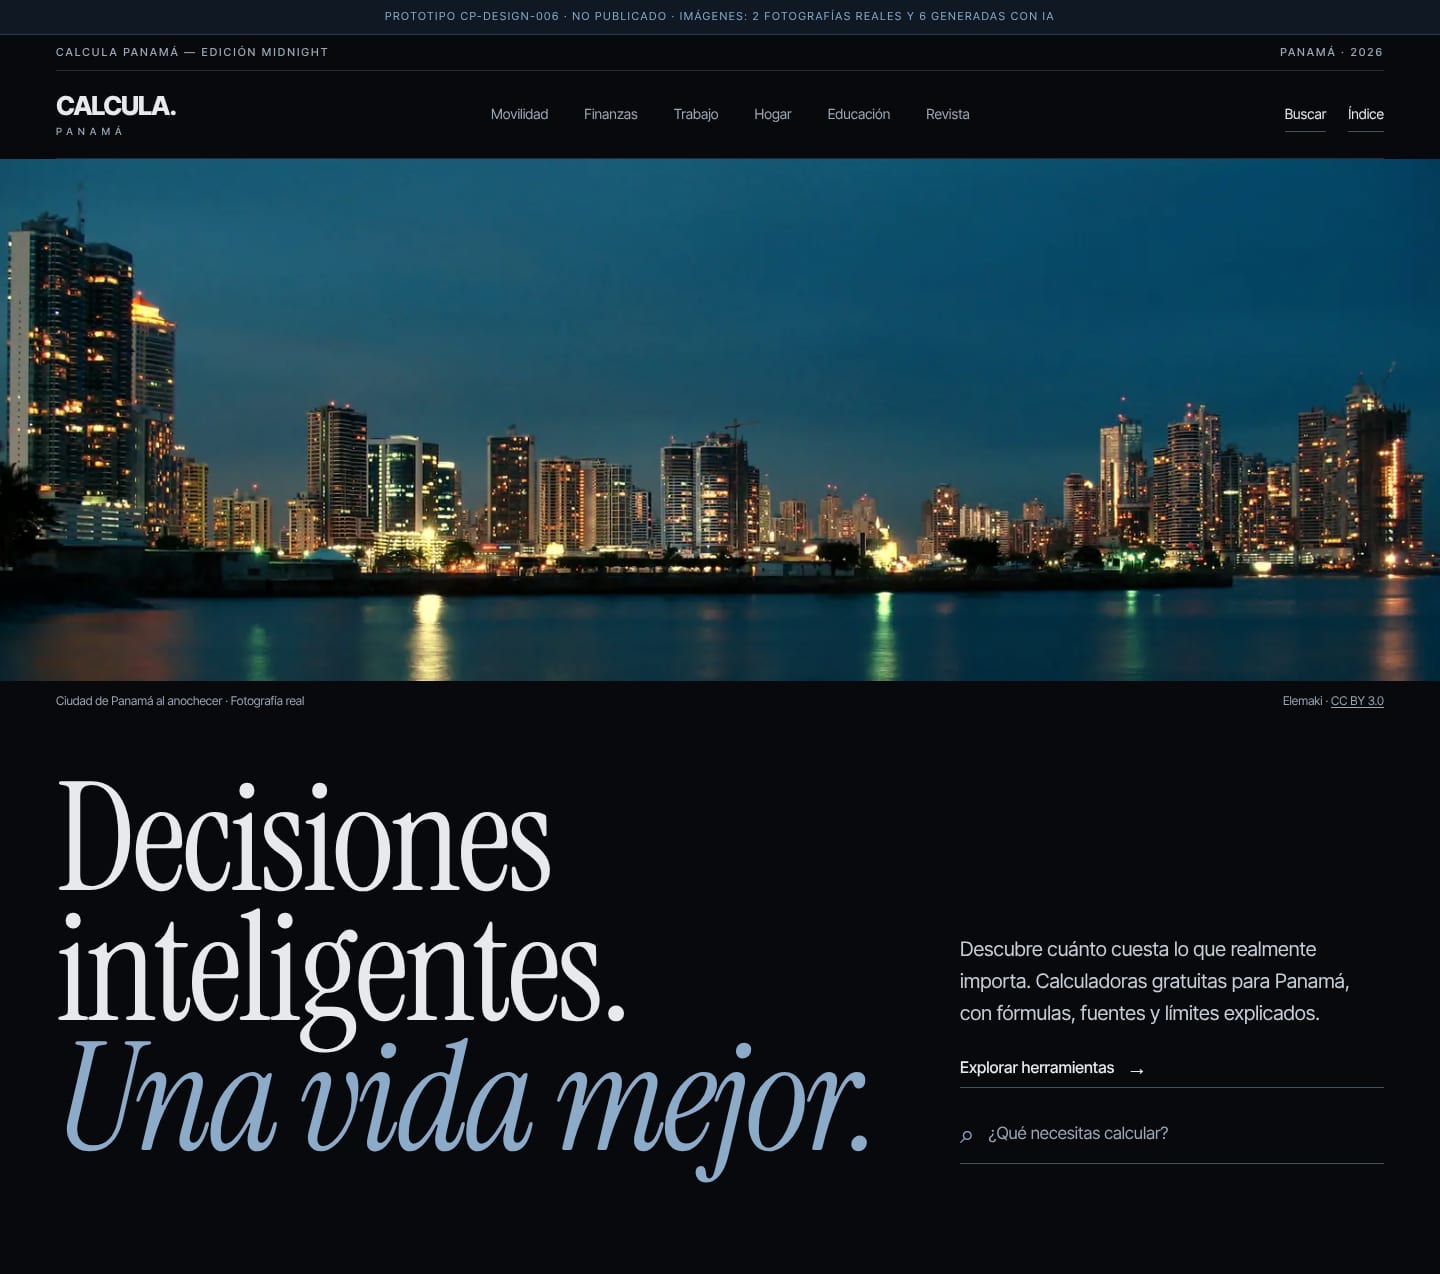 PROTOTIPO CP-DESIGN-006 · NO PUBLICADO · IMÁGENES: 2 FOTOGRAFÍAS REALES Y 6 GENERADAS CON IA
CALCULA PANAMÁ — EDICIÓN MIDNIGHT
PANAMÁ · 2026
CALCULA.
PANAMÁ
Movilidad
Finanzas
Trabajo
Hogar
Educación
Revista
Buscar
Índice
Ciudad de Panamá al anochecer · Fotografía real
Elemaki · CC BY 3.0
Decisiones
inteligentes.
Una vida mejor.
Descubre cuánto cuesta lo que realmente
importa. Calculadoras gratuitas para Panamá,
con fórmulas, fuentes y límites explicados.
Explorar herramientas →
¿Qué necesitas calcular?